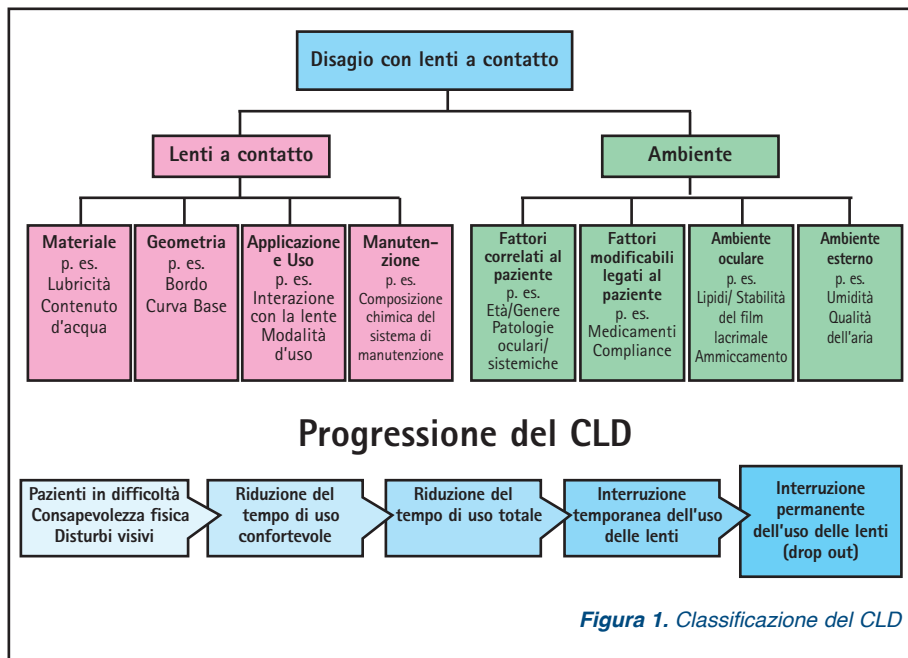 Disagio con lenti a contatto
Lenti a contatto
Ambiente
Materiale
p. es.
Lubricità
Contenuto
d'acqua
Geometria
p. es.
Bordo
Curva Base
Applicazione
e Uso
p. es.
Interazione
con la lente
Modalità
d'uso
Manuten-
zione
p. es.
Composizione
chimica del
sistema di
manutenzione
Fattori
correlati al
paziente
p. es.
Età/Genere
Patologie
oculari/
sistemiche
Fattori
modificabili
legati al
paziente
p. es.
Medicamenti
Compliance
Ambiente
oculare
p. es.
Lipidi/ Stabilità
del film
lacrimale
Ammiccamento
Ambiente
esterno
p. es.
Umidità
Qualità
dell'aria
Progressione del CLD
Pazienti in difficoltà
Consapevolezza fisica
Disturbi visivi
Riduzione del
tempo di uso
confortevole
Riduzione del
tempo di uso totale
Interruzione
temporanea dell'uso
delle lenti
Interruzione
permanente
dell'uso delle lenti
(drop out)
Figura 1. Classificazione del CLD